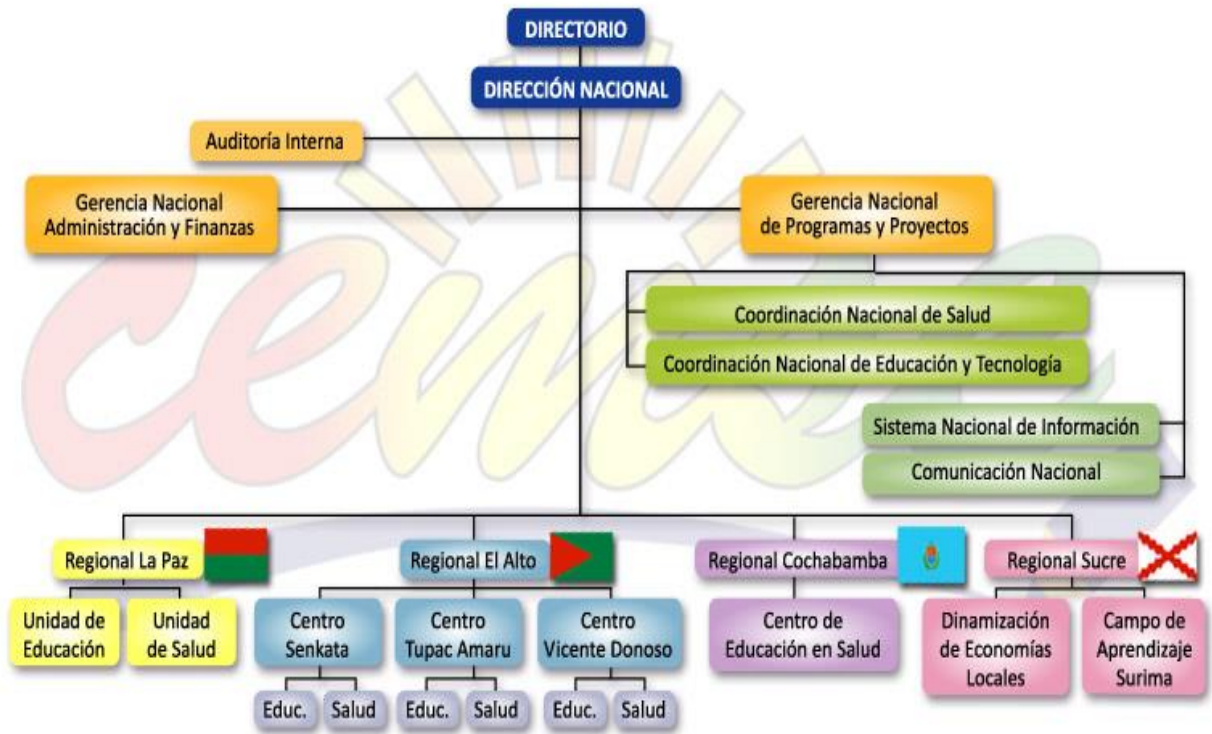 DIRECTORIO
DIRECCIÓN NACIONAL
Auditoría Interna
Gerencia Nacional
Administración y Finanzas
Gerencia Nacional
de Programas y Proyectos
Coordinación Nacional de Salud
Coordinación Nacional de Educación y Tecnología
Sistema Nacional de Información
Comunicación Nacional
Regional La Paz
Regional El Alto
Regional Cochabamba
Regional Sucre
Unidad de
Educación
Unidad
de Salud
Centro
Senkata
Centro
Tupac Amaru
Centro
Vicente Donoso
Centro de
Educación en Salud
Dinamización
de Economías
Locales
Campo de
Aprendizaje
Surima
Educ.
Salud
Educ.
Salud
Educ.
Salud